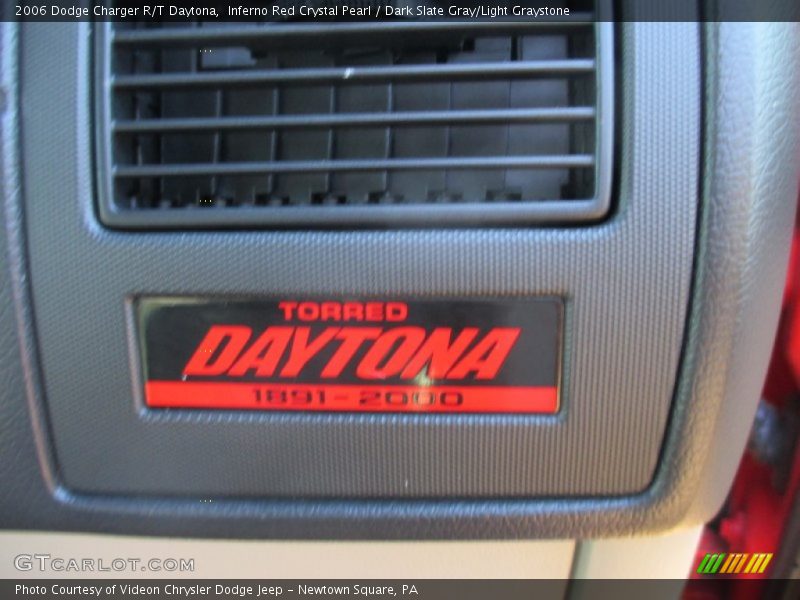 2006 Dodge Charger R/T Daytona,  Inferno Red Crystal Pearl / Dark Slate Gray/Light Graystone
TORRED
DAYTONA
1891-2000
GTCARLOT.COM
Photo Courtesy of Videon Chrysler Dodge Jeep - Newtown Square, PA